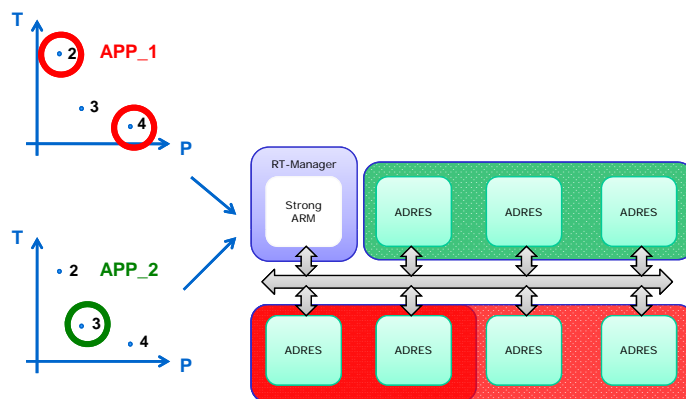 T
2
APP_1
3
4
P
RT-Manager
Strong
ARM
ADRES
ADRES
ADRES
T
2
APP_2
3
4
P
ADRES
ADRES
ADRES
ADRES